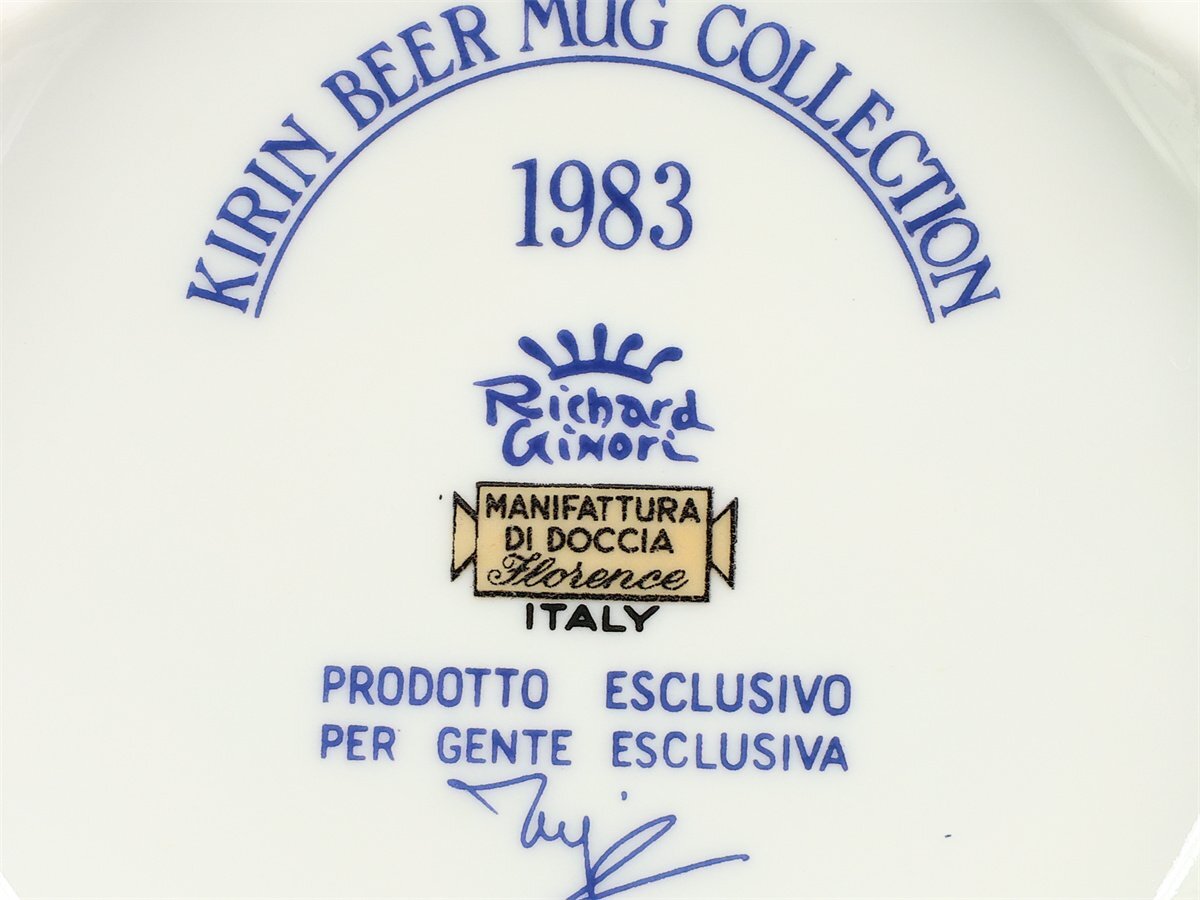 KIRIN BEER MUG COLLECTION
1983
Richard
Ginori
MANIFATTURA
DI DOCCIA
Florence
ITALY
PRODOTTO ESCLUSIVO
PER GENTE ESCLUSIVA